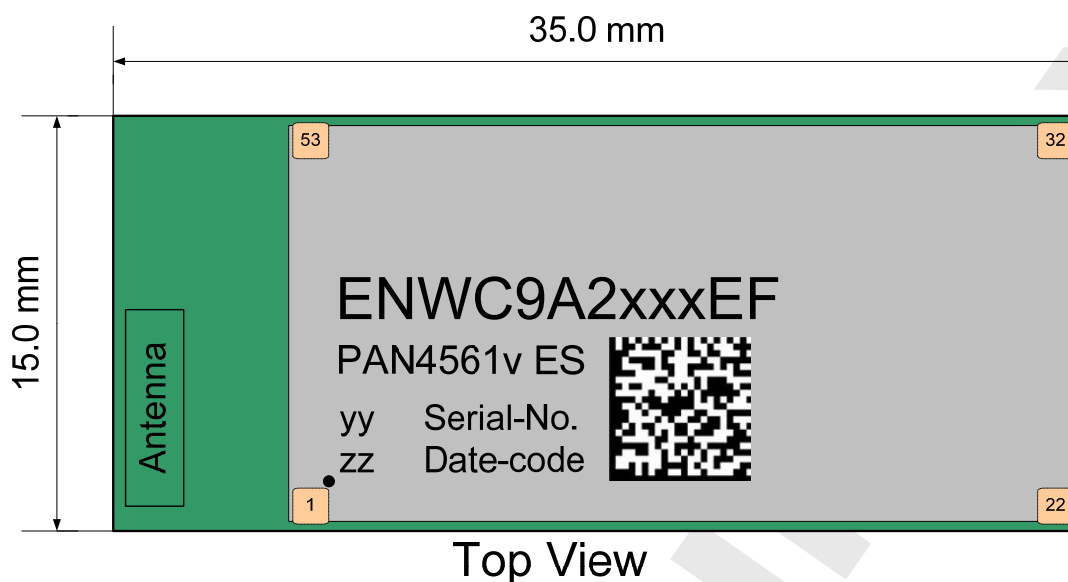 35.0 mm
53
32
15.0 mm
ENWC9A2xxxEF
PAN4561v ES
yy Serial-No.
zz Date-code
Antenna
1
22
Top View